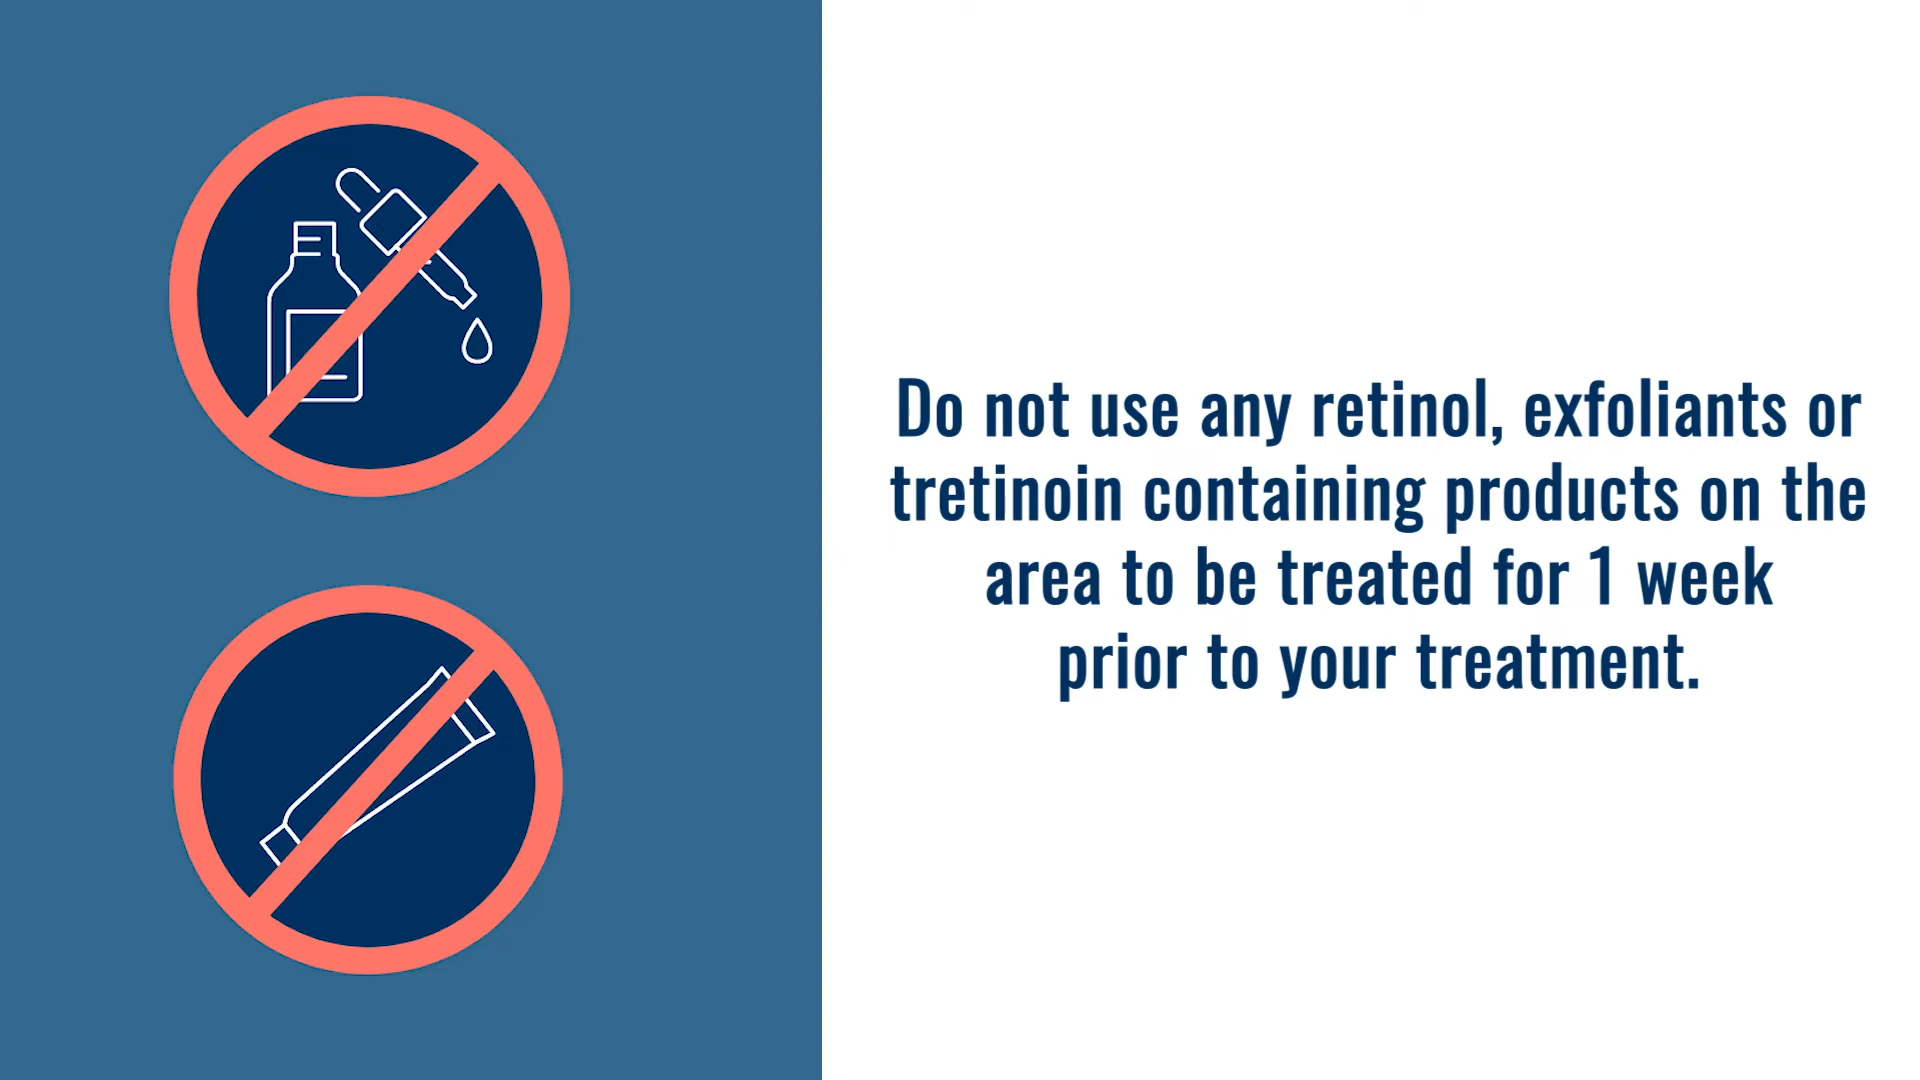 Do not use any retinol, exfoliants or
tretinoin containing products on the
area to be treated for 1 week
prior to your treatment.